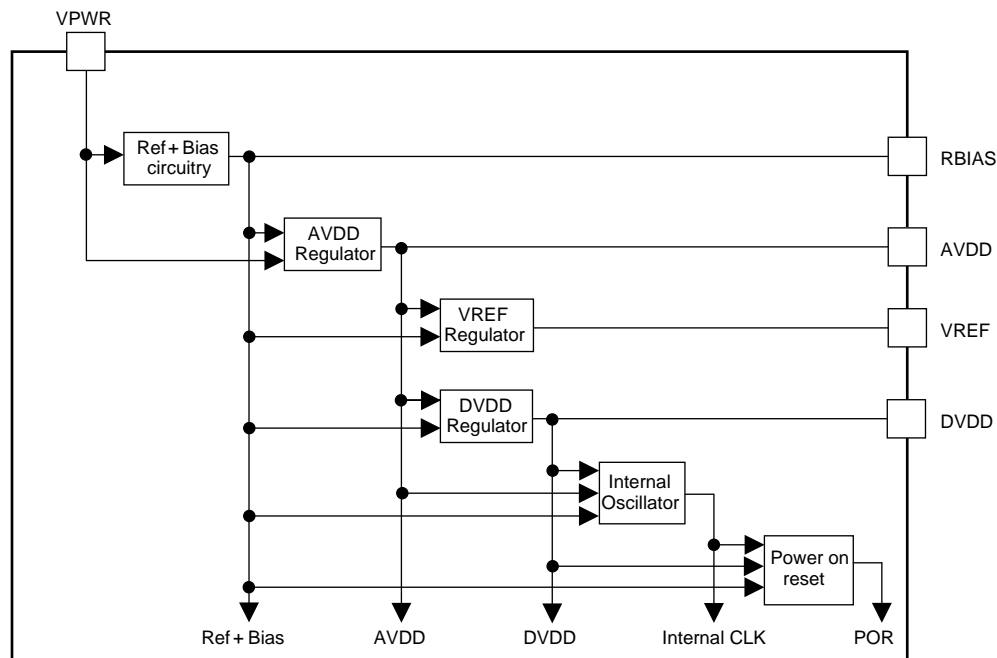 VPWR
Ref + Bias
circuitry
RBIAS
AVDD
Regulator
AVDD
VREF
Regulator
VREF
DVDD
Regulator
DVDD
Internal
Oscillator
Power on
reset
Ref + Bias
AVDD
DVDD
Internal CLK
POR